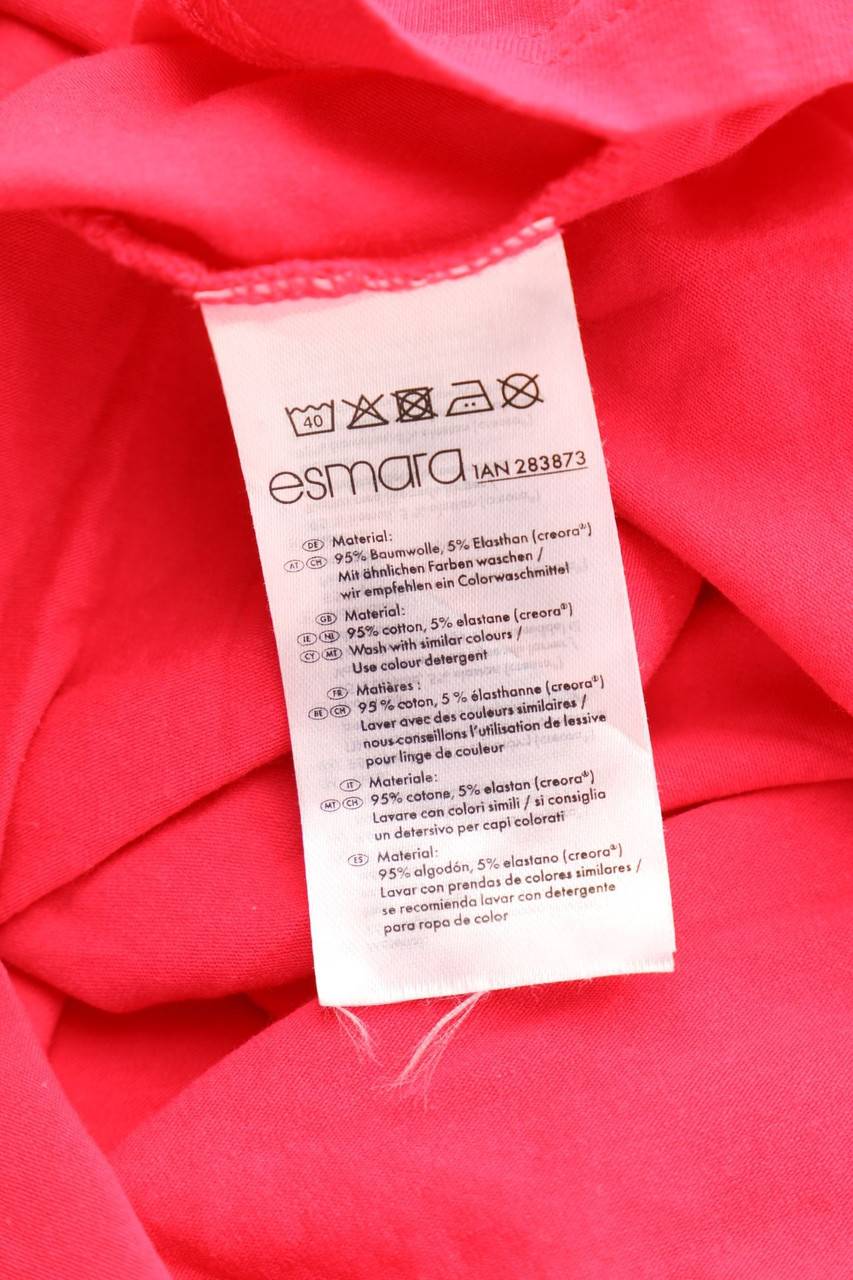 40
esmara IAN 283873
DE Material:
AT CH 95% Baumwolle, 5% Elasthan (creora®)
Mit ähnlichen Farben waschen /
wir empfehlen ein Colorwaschmittel
GB Material:
IE NI 95% cotton, 5% elastane (creora®)
CY MT Wash with similar colours /
Use colour detergent
FR Matières :
BE CH 95 % coton, 5 % élasthanne (creora®)
Laver avec des couleurs similaires /
nous conseillons l'utilisation de lessive
pour linge de couleur
IT Materiale:
MT CH 95% cotone, 5% elastan (creora®)
Lavare con colori simili / si consiglia
un detersivo per capi colorati
ES Material:
95% algodón, 5% elastano (creora®)
Lavar con prendas de colores similares /
se recomienda lavar con detergente
para ropa de color